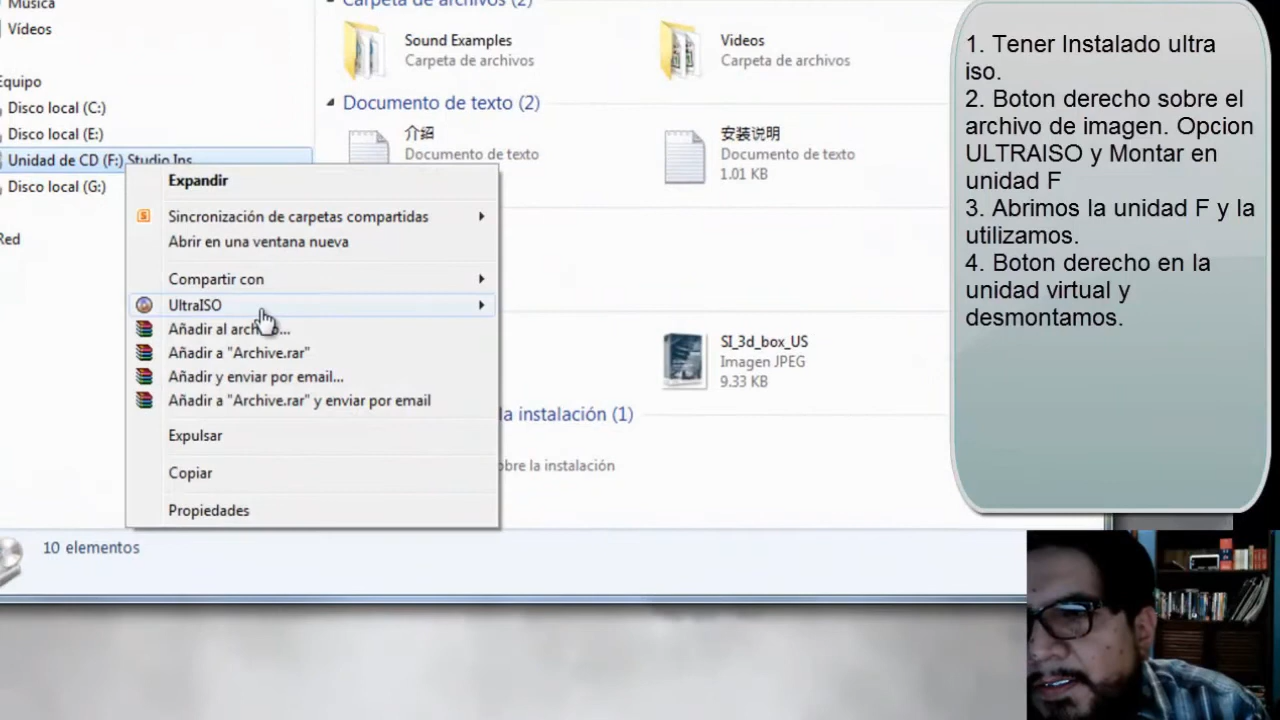 Música
Vídeos
Equipo
Disco local (C:)
Disco local (E:)
Unidad de CD (F:) Studio Ins
Disco local (G:)
Red
Carpeta de archivos (2)
Sound Examples
Carpeta de archivos
Videos
Carpeta de archivos
Documento de texto (2)
介紹
Documento de texto
安装说明
Documento de texto
1.01 KB
SI_3d_box_US
Imagen JPEG
9.33 KB
la instalación (1)
obre la instalación
Expandir
Sincronización de carpetas compartidas
Abrir en una ventana nueva
Compartir con
UltraISO
Añadir al archivo...
Añadir a "Archive.rar"
Añadir y enviar por email...
Añadir a "Archive.rar" y enviar por email
Expulsar
Copiar
Propiedades
10 elementos
1. Tener Instalado ultra
iso.
2. Boton derecho sobre el
archivo de imagen. Opcion
ULTRAISO y Montar en
unidad F
3. Abrimos la unidad F y la
utilizamos.
4. Boton derecho en la
unidad virtual y
desmontamos.